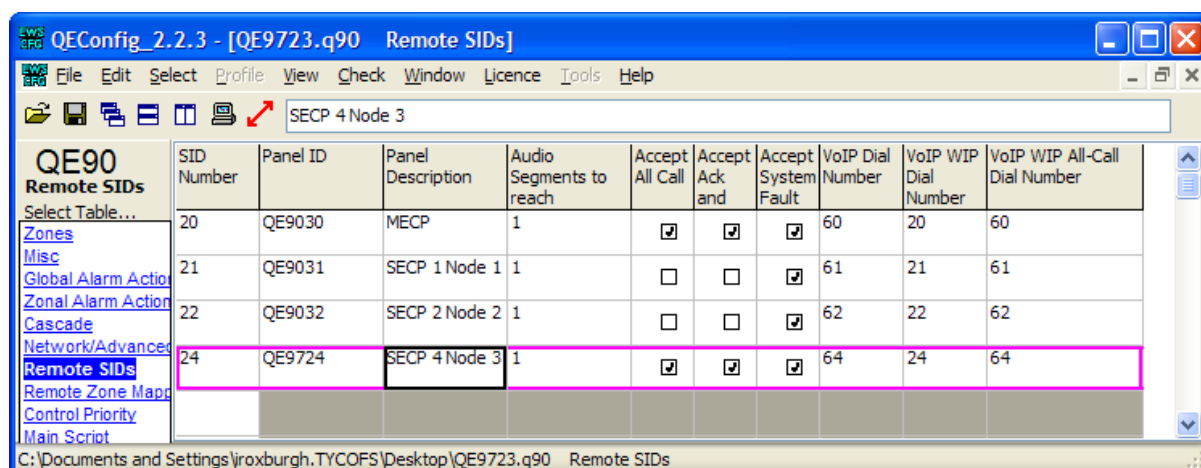 EWS CFG QEConfig_2.2.3 - [QE9723.q90 Remote SIDs]
File Edit Select Profile View Check Window Licence Tools Help
SECP 4 Node 3
QE90
Remote SIDs
Select Table...
Zones
Misc
Global Alarm Action
Zonal Alarm Action
Cascade
Network/Advanced
Remote SIDs
Remote Zone Mapp
Control Priority
Main Script
SID Number Panel ID Panel Description Audio Segments to reach Accept All Call Accept Ack and Accept System Fault VoIP Dial Number VoIP WIP Dial Number VoIP WIP All-Call Dial Number
20 QE9030 MECP 1 60 20 60
21 QE9031 SECP 1 Node 1 1 61 21 61
22 QE9032 SECP 2 Node 2 1 62 22 62
24 QE9724 SECP 4 Node 3 1 64 24 64
C:\Documents and Settings\iroxburgh.TYCOFS\Desktop\QE9723.q90 Remote SIDs